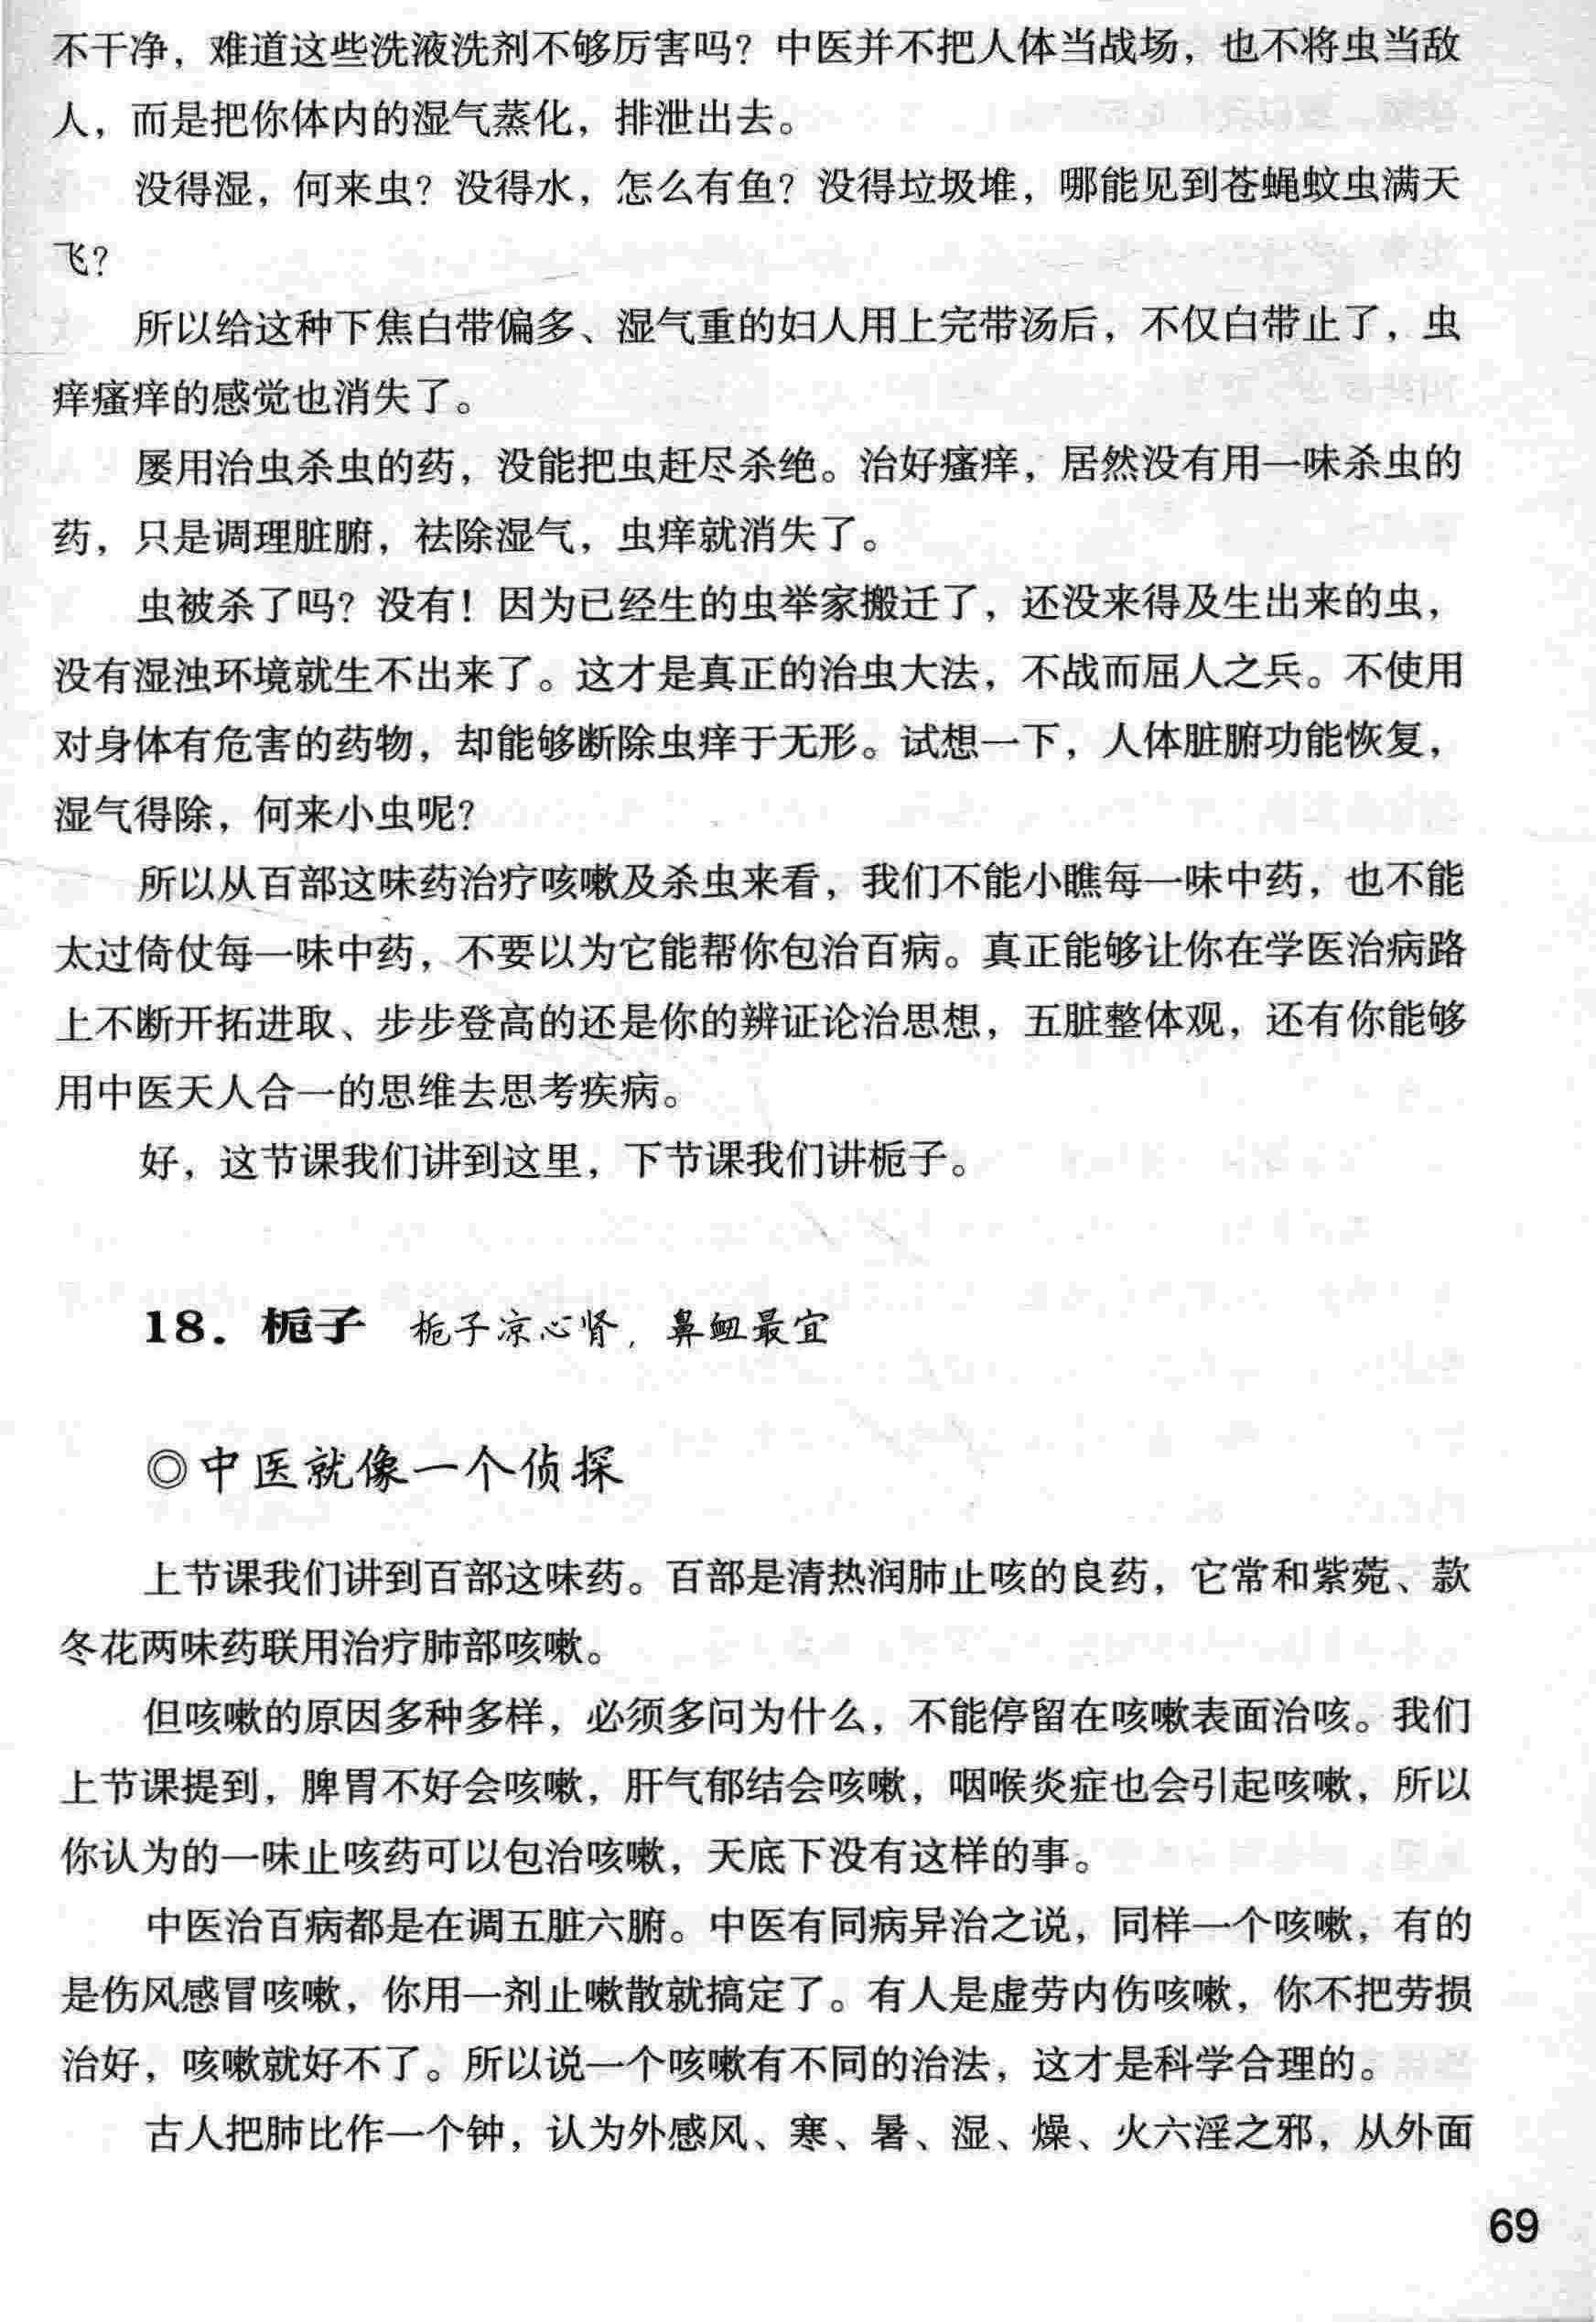 不干净，难道这些洗液洗剂不够厉害吗？中医并不把人体当战场，也不将虫当敌
人，而是把你体内的湿气蒸化，排泄出去。
没得湿，何来虫？没得水，怎么有鱼？没得垃圾堆，哪能见到苍蝇蚊虫满天
飞？
所以给这种下焦白带偏多、湿气重的妇人用上完带汤后，不仅白带止了，虫
痒瘙痒的感觉也消失了。
屡用治虫杀虫的药，没能把虫赶尽杀绝。治好瘙痒，居然没有用一味杀虫的
药，只是调理脏腑，祛除湿气，虫痒就消失了。
虫被杀了吗？没有！因为已经生的虫举家搬迁了，还没来得及生出来的虫，
没有湿浊环境就生不出来了。这才是真正的治虫大法，不战而屈人之兵。不使用
对身体有危害的药物，却能够断除虫痒于无形。试想一下，人体脏腑功能恢复，
湿气得除，何来小虫呢？
所以从百部这味药治疗咳嗽及杀虫来看，我们不能小瞧每一味中药，也不能
太过倚仗每一味中药，不要以为它能帮你包治百病。真正能够让你在学医治病路
上不断开拓进取、步步登高的还是你的辨证论治思想，五脏整体观，还有你能够
用中医天人合一的思维去思考疾病。
好，这节课我们讲到这里，下节课我们讲栀子。
18. 栀子 栀子凉心肾，鼻衄最宜
◎中医就像一个侦探
上节课我们讲到百部这味药。百部是清热润肺止咳的良药，它常和紫菀、款
冬花两味药联用治疗肺部咳嗽。
但咳嗽的原因多种多样，必须多问为什么，不能停留在咳嗽表面治咳。我们
上节课提到，脾胃不好会咳嗽，肝气郁结会咳嗽，咽喉炎症也会引起咳嗽，所以
你认为的一味止咳药可以包治咳嗽，天底下没有这样的事。
中医治百病都是在调五脏六腑。中医有同病异治之说，同样一个咳嗽，有的
是伤风感冒咳嗽，你用一剂止嗽散就搞定了。有人是虚劳内伤咳嗽，你不把劳损
治好，咳嗽就好不了。所以说一个咳嗽有不同的治法，这才是科学合理的。
古人把肺比作一个钟，认为外感风、寒、暑、湿、燥、火六淫之邪，从外面
69